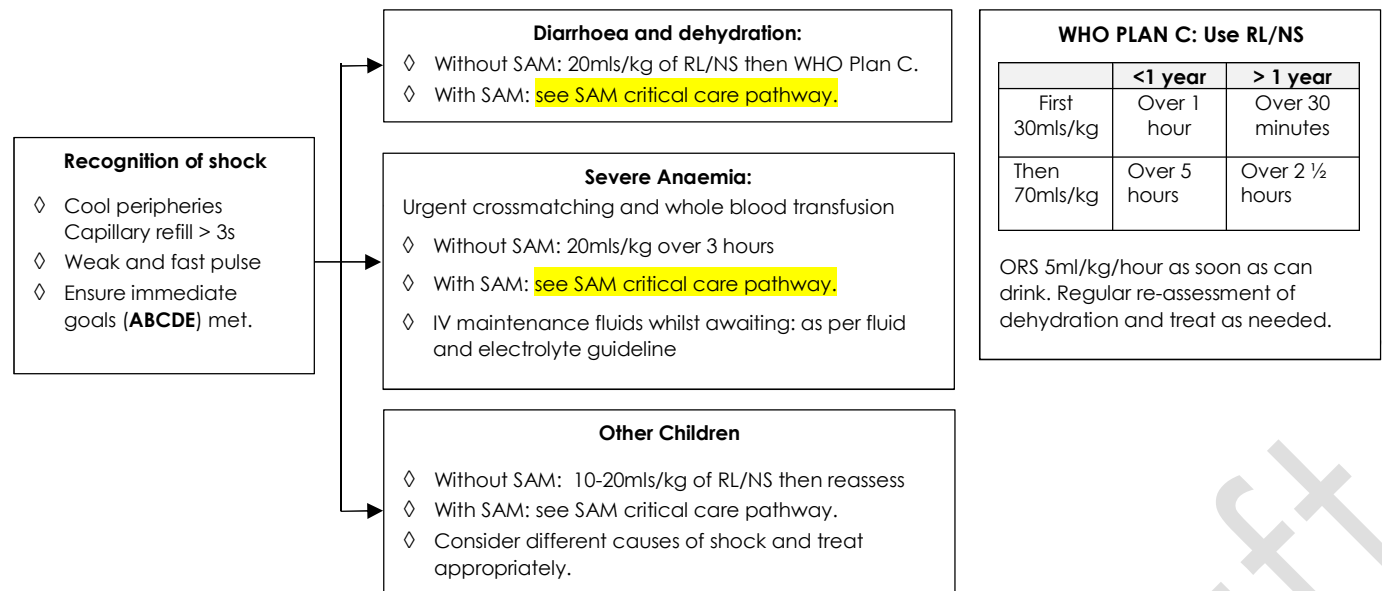 Recognition of shock
◊ Cool peripheries
Capillary refill > 3s
◊ Weak and fast pulse
◊ Ensure immediate
goals (ABCDE) met.
Diarrhoea and dehydration:
◊ Without SAM: 20mls/kg of RL/NS then WHO Plan C.
◊ With SAM: see SAM critical care pathway.
Severe Anaemia:
Urgent crossmatching and whole blood transfusion
◊ Without SAM: 20mls/kg over 3 hours
◊ With SAM: see SAM critical care pathway.
◊ IV maintenance fluids whilst awaiting: as per fluid
and electrolyte guideline
Other Children
◊ Without SAM: 10-20mls/kg of RL/NS then reassess
◊ With SAM: see SAM critical care pathway.
◊ Consider different causes of shock and treat
appropriately.
WHO PLAN C: Use RL/NS
<1 year > 1 year
First Over 1 Over 30
30mls/kg hour minutes
Then Over 5 Over 2 ½
70mls/kg hours hours
ORS 5ml/kg/hour as soon as can
drink. Regular re-assessment of
dehydration and treat as needed.